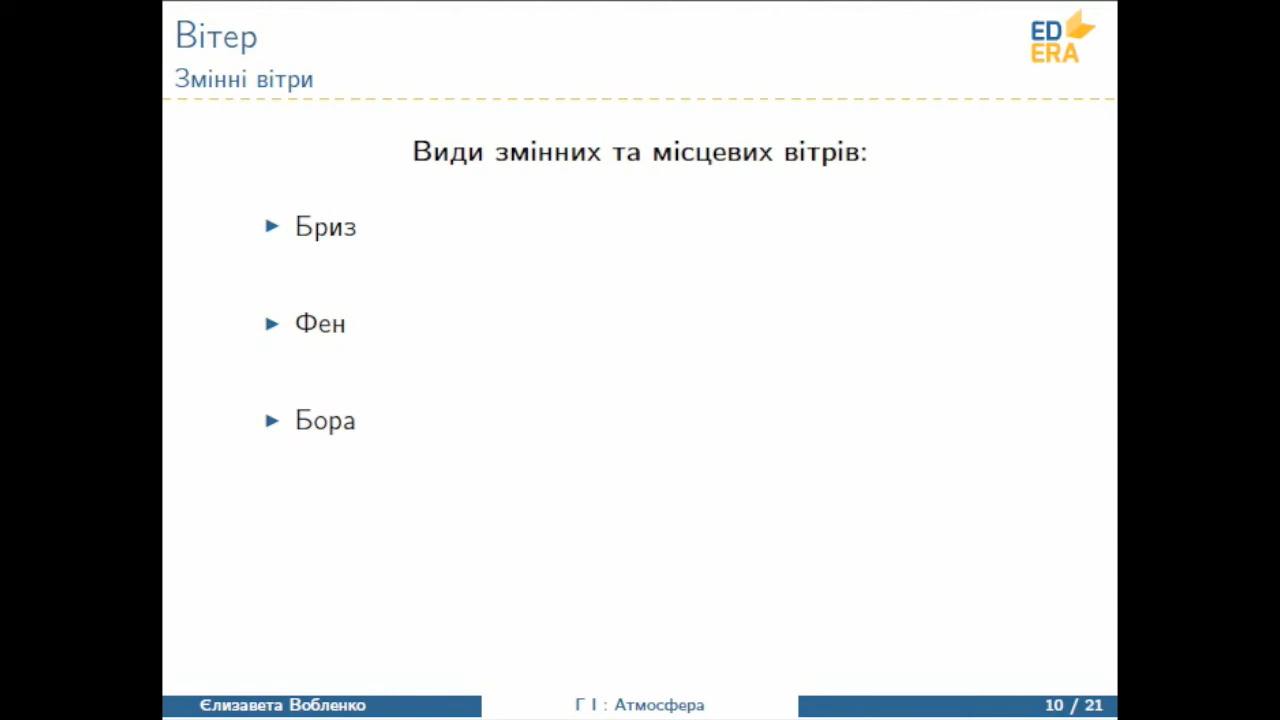 Вітер
Змінні вітри
ED
ERA
Види змінних та місцевих вітрів:
Бриз
Фен
Бора
Єлизавета Вобленко
Г І : Атмосфера
10 / 21